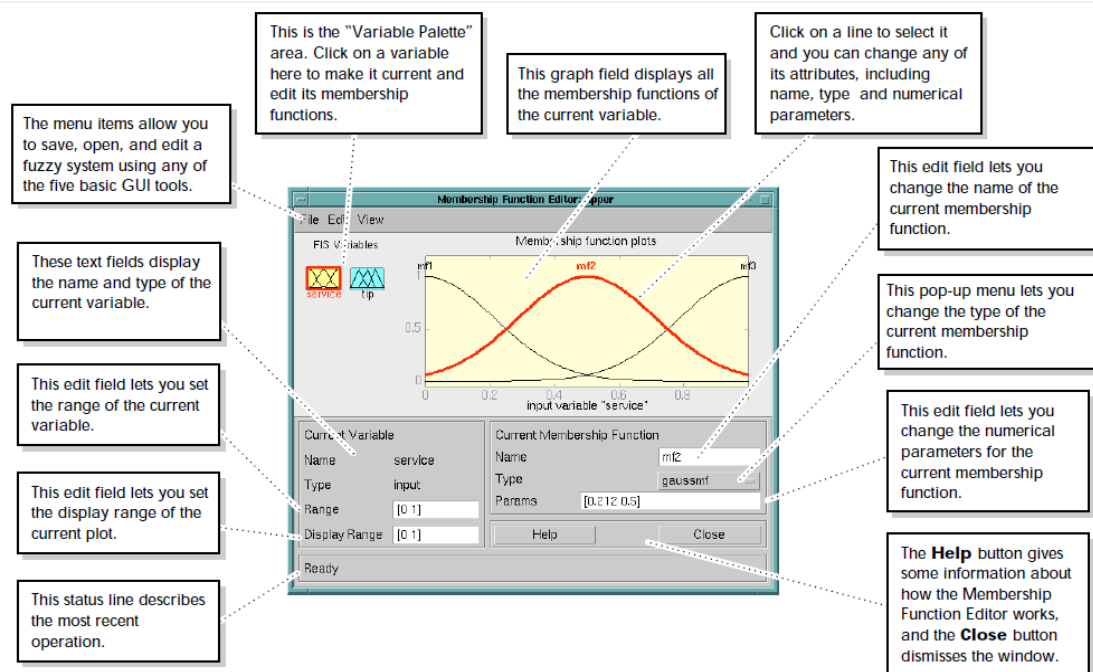 This is the "Variable Palette"
area. Click on a variable
here to make it current and
edit its membership
functions.
This graph field displays all
the membership functions of
the current variable.
Click on a line to select it
and you can change any of
its attributes, including
name, type and numerical
parameters.
The menu items allow you
to save, open, and edit a
fuzzy system using any of
the five basic GUI tools.
This edit field lets you
change the name of the
current membership
function.
These text fields display
the name and type of the
current variable.
This pop-up menu lets you
change the type of the
current membership
function.
This edit field lets you set
the range of the current
variable.
This edit field lets you
change the numerical
parameters for the
current membership
function.
This edit field lets you set
the display range of the
current plot.
The Help button gives
some information about
how the Membership
Function Editor works,
and the Close button
dismisses the window.
This status line describes
the most recent
operation.
Membership Function Editor:
File Edit View
FIS Variables
Membership function plots
service
tip
mf1
mf2
mf3
1
0.5
0
0
0.2
0.4
0.6
0.8
input variable "service"
Current Variable
Name service
Type input
Range [0 1]
Display Range [0 1]
Current Membership Function
Name mf2
Type gaussmf
Params [0.212 0.5]
Help
Close
Ready